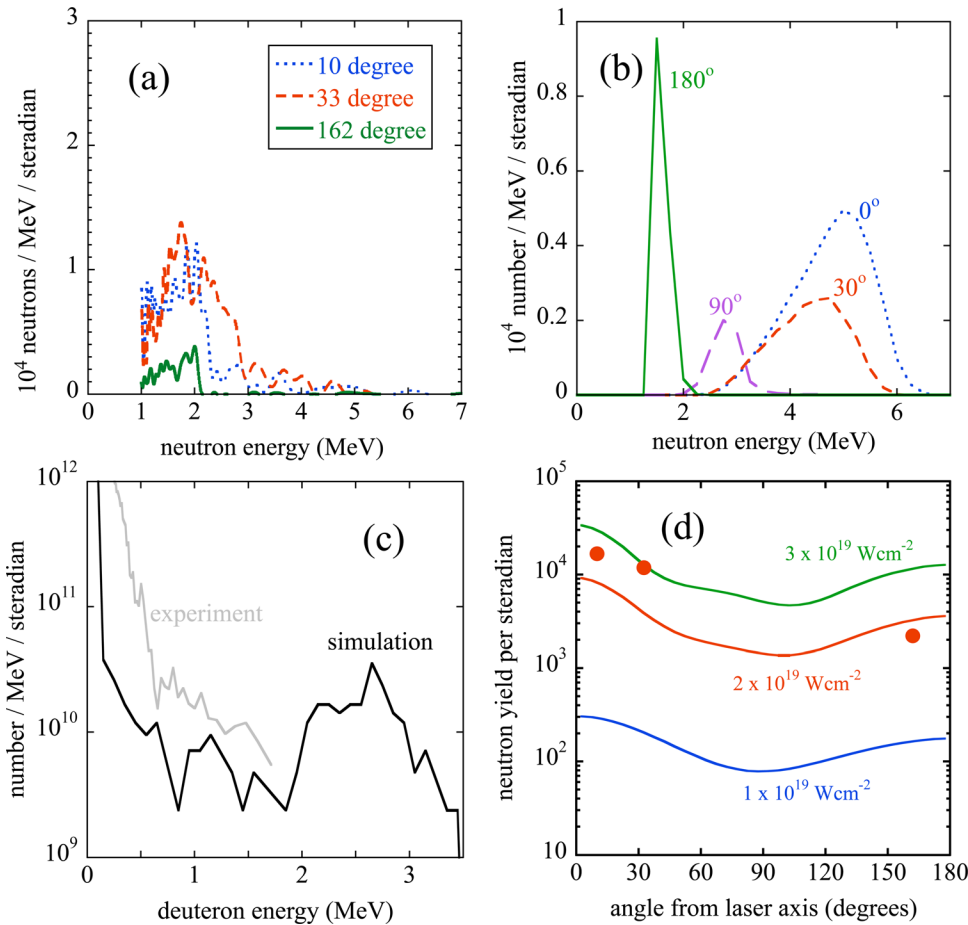 (a)
10 degree
33 degree
162 degree
10⁴ neutrons / MeV / steradian
3
2
1
0
0 1 2 3 4 5 6 7
neutron energy (MeV)
(b)
180°
0°
30°
90°
10⁴ number / MeV / steradian
1
0.8
0.6
0.4
0.2
0
0 2 4 6
neutron energy (MeV)
(c)
experiment
simulation
number / MeV / steradian
10¹²
10¹¹
10¹⁰
10⁹
0 1 2 3
deuteron energy (MeV)
(d)
3 x 10¹⁹ Wcm⁻²
2 x 10¹⁹ Wcm⁻²
1 x 10¹⁹ Wcm⁻²
neutron yield per steradian
10⁵
10⁴
10³
10²
10
0 30 60 90 120 150 180
angle from laser axis (degrees)